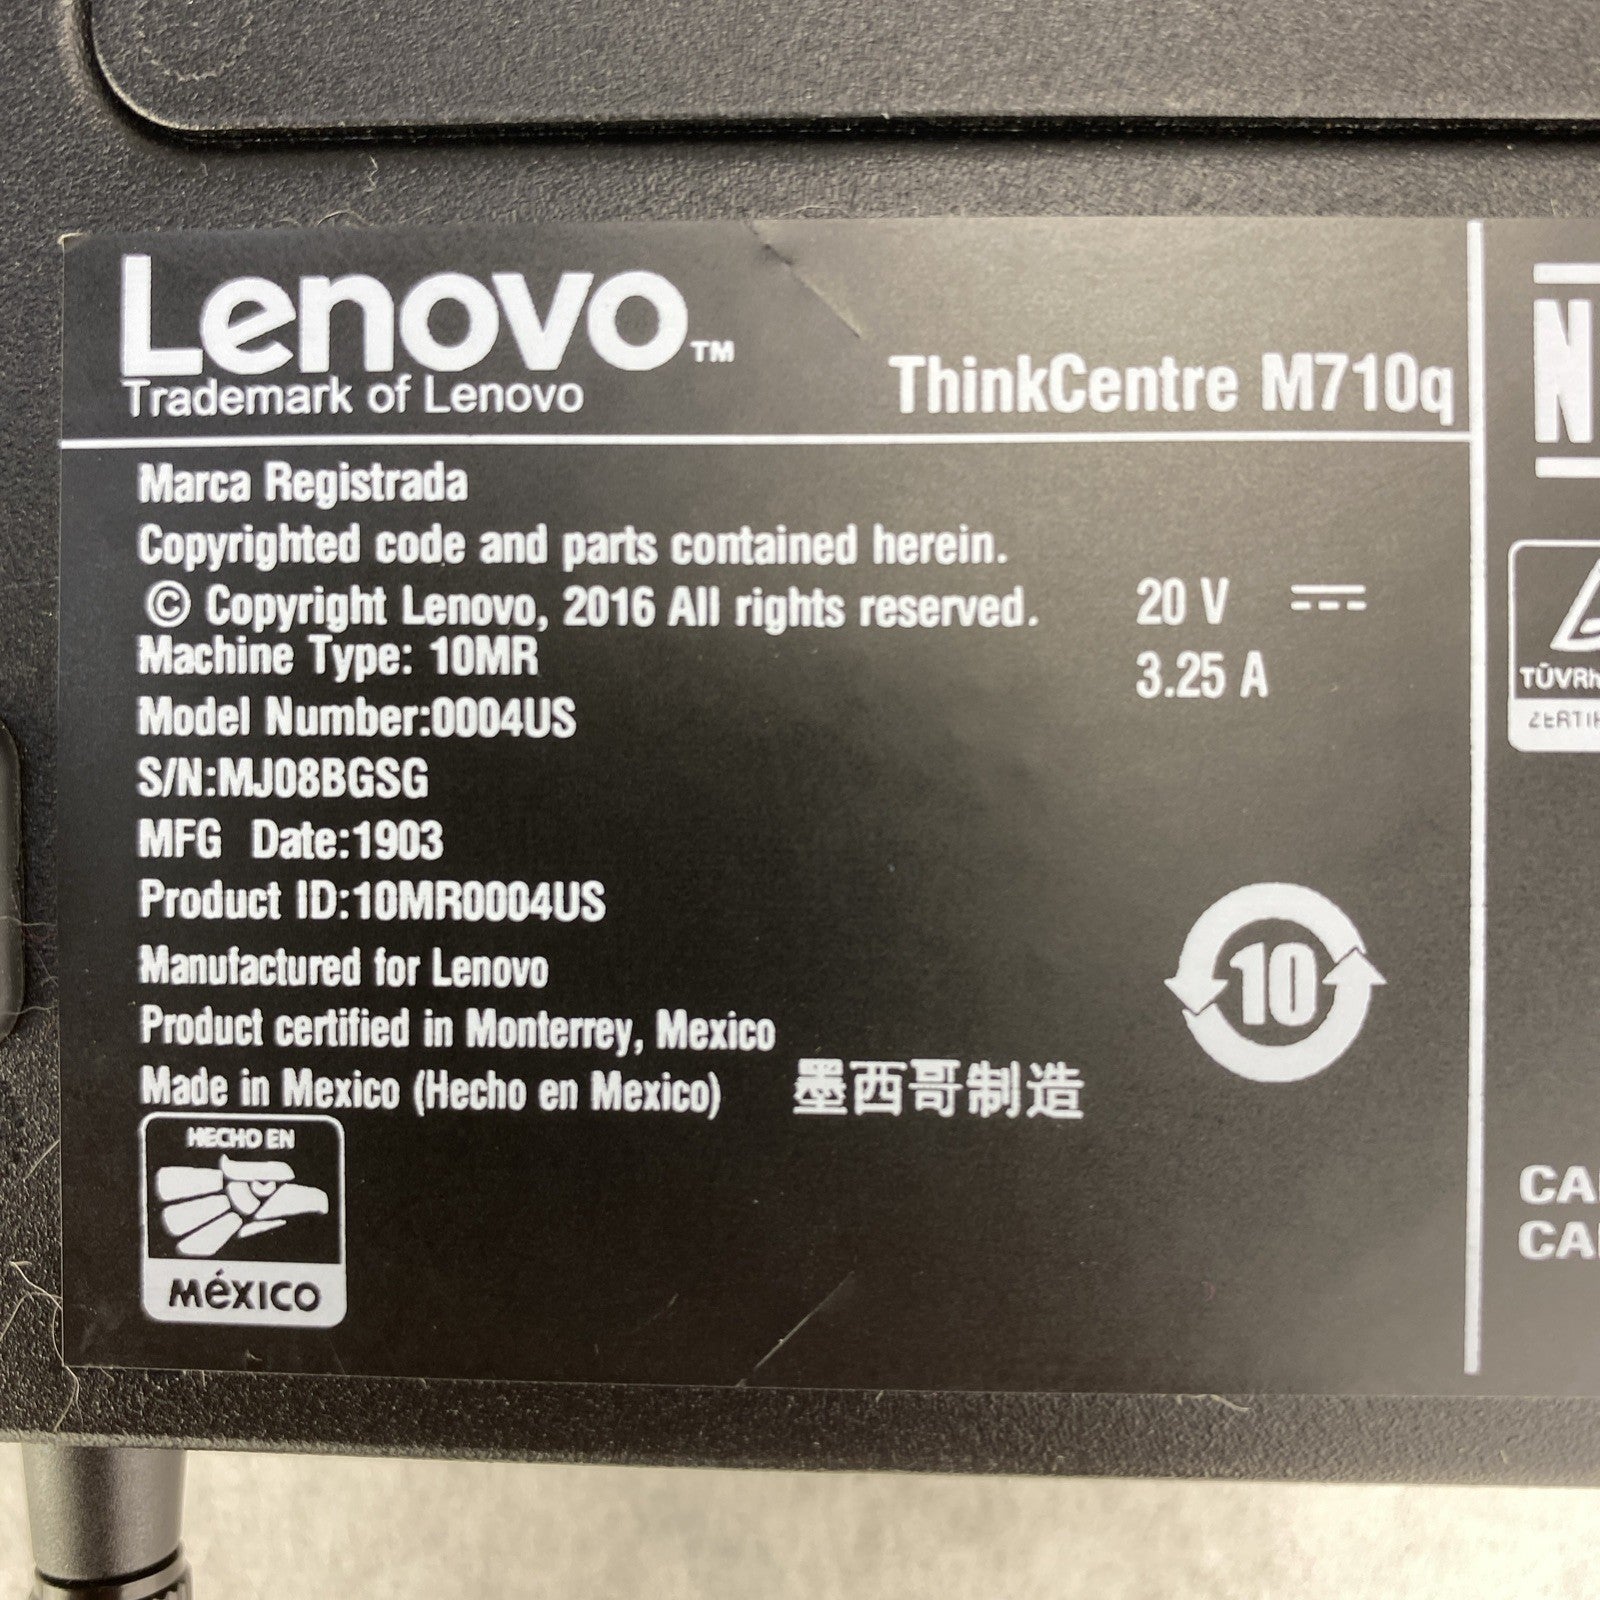 Lenovo™
Trademark of Lenovo
ThinkCentre M710q
Marca Registrada
Copyrighted code and parts contained herein.
© Copyright Lenovo, 2016 All rights reserved.
Machine Type: 10MR
Model Number:0004US
S/N:MJ08BGSG
MFG Date:1903
Product ID:10MR0004US
Manufactured for Lenovo
Product certified in Monterrey, Mexico
Made in Mexico (Hecho en Mexico) 墨西哥制造
20 V
3.25 A
10
HECHO EN
MéXICO